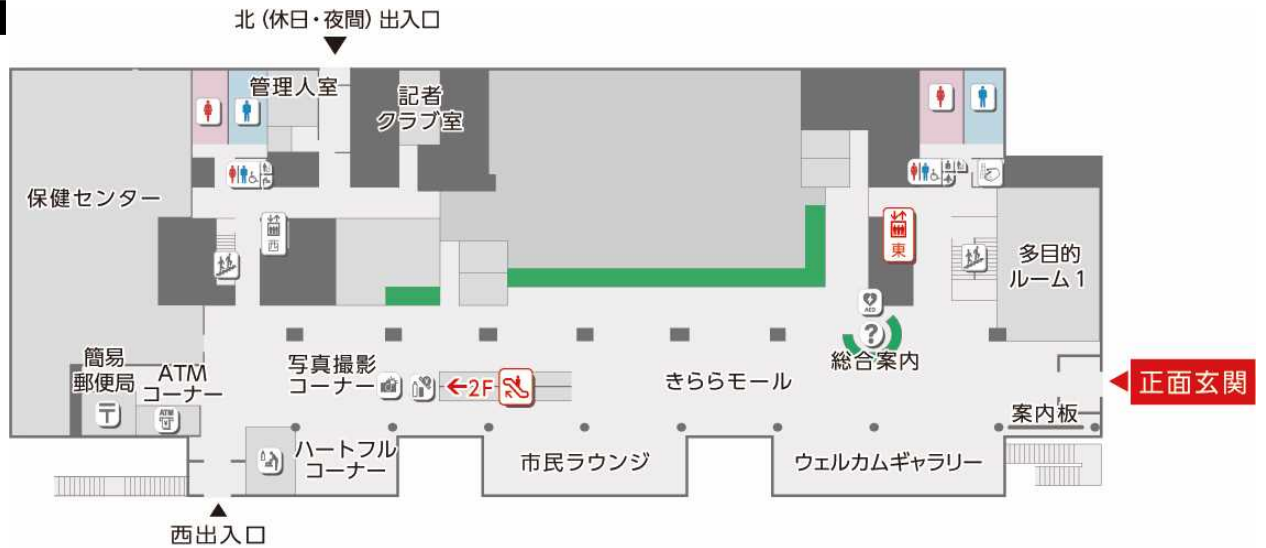 北（休日・夜間）出入口
管理人室
記者
クラブ室
保健センター
西
東
多目的
ルーム1
AED
?
総合案内
簡易
郵便局
〒
ATM
コーナー
ATM
写真撮影
コーナー
←2F
きららモール
正面玄関
案内板
ハートフル
コーナー
市民ラウンジ
ウェルカムギャラリー
西出入口